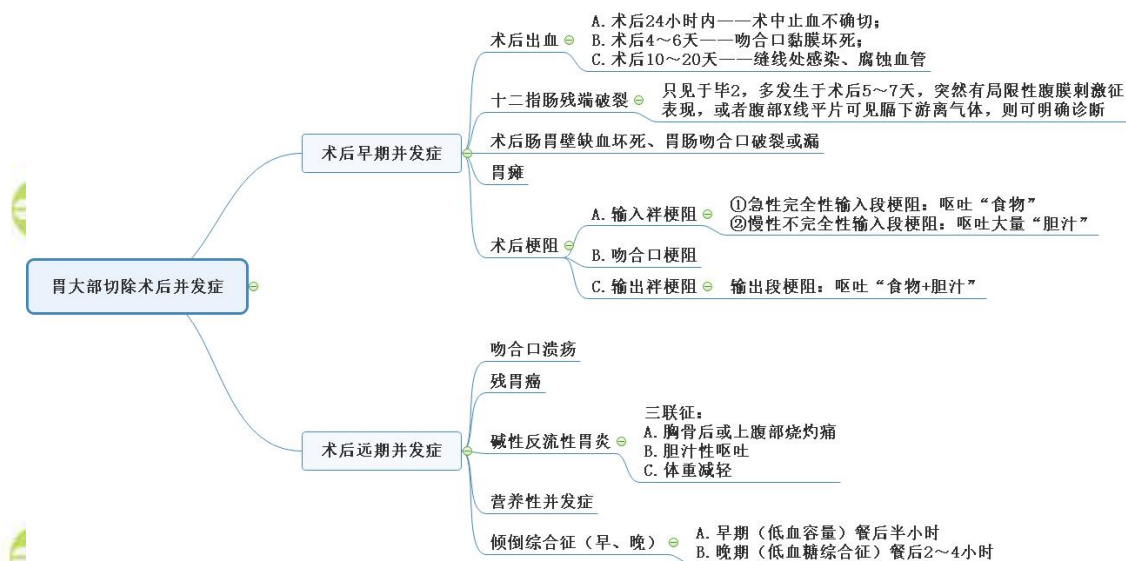 胃大部切除术后并发症
术后早期并发症
术后出血
A.术后24小时内——术中止血不确切;
B.术后4～6天——吻合口黏膜坏死;
C.术后10～20天——缝线处感染、腐蚀血管
十二指肠残端破裂
只见于毕2，多发生于术后5～7天，突然有局限性腹膜刺激征
表现，或者腹部X线平片可见膈下游离气体，则可明确诊断
术后肠胃壁缺血坏死、胃肠吻合口破裂或漏
胃瘫
术后梗阻
A.输入袢梗阻
①急性完全性输入段梗阻：呕吐“食物”
②慢性不完全性输入段梗阻：呕吐大量“胆汁”
B.吻合口梗阻
C.输出袢梗阻
输出段梗阻：呕吐“食物+胆汁”
术后远期并发症
吻合口溃疡
残胃癌
碱性反流性胃炎
三联征：
A.胸骨后或上腹部烧灼痛
B.胆汁性呕吐
C.体重减轻
营养性并发症
倾倒综合征（早、晚）
A.早期（低血容量）餐后半小时
B.晚期（低血糖综合征）餐后2～4小时